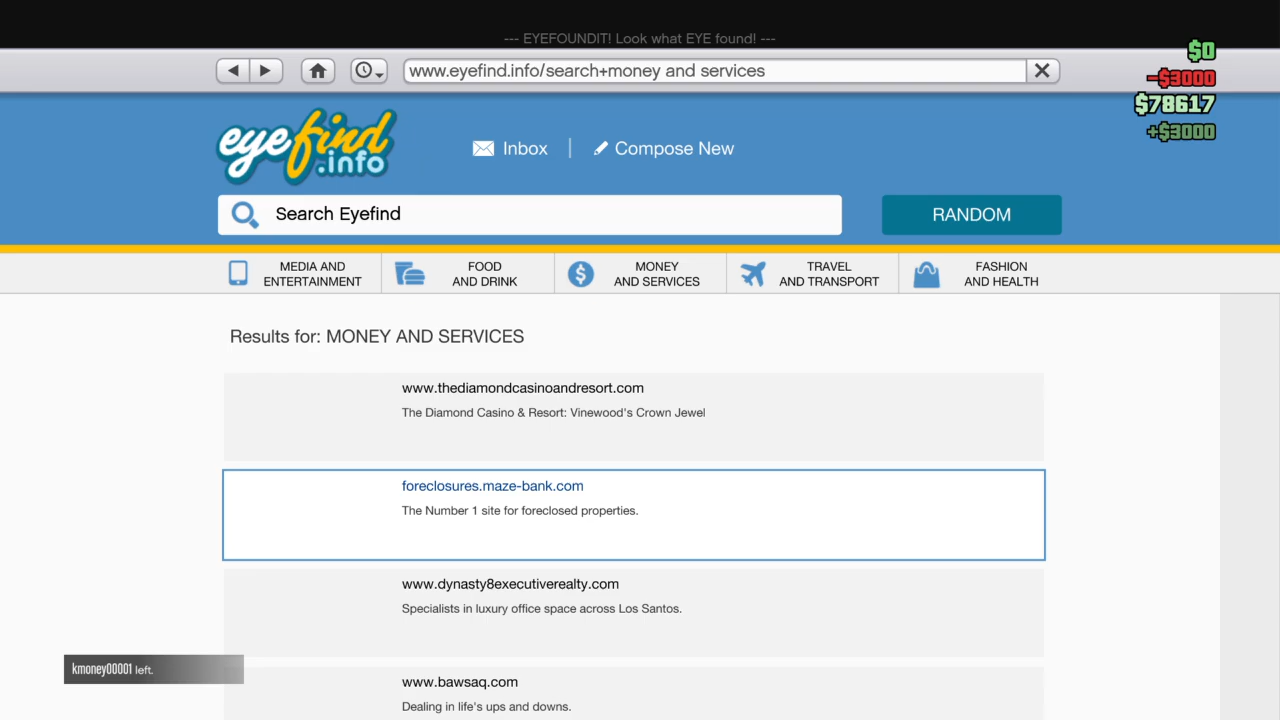 --- EYEFOUNDIT! Look what EYE found! ---
www.eyefind.info/search+money and services
$0
-$3000
$78617
+$3000
eyefind
.info
Inbox
Compose New
Search Eyefind
RANDOM
MEDIA AND
ENTERTAINMENT
FOOD
AND DRINK
MONEY
AND SERVICES
TRAVEL
AND TRANSPORT
FASHION
AND HEALTH
Results for: MONEY AND SERVICES
www.thediamondcasinoandresort.com
The Diamond Casino & Resort: Vinewood's Crown Jewel
foreclosures.maze-bank.com
The Number 1 site for foreclosed properties.
www.dynasty8executiverealty.com
Specialists in luxury office space across Los Santos.
kmoney00001 left.
www.bawsaq.com
Dealing in life's ups and downs.